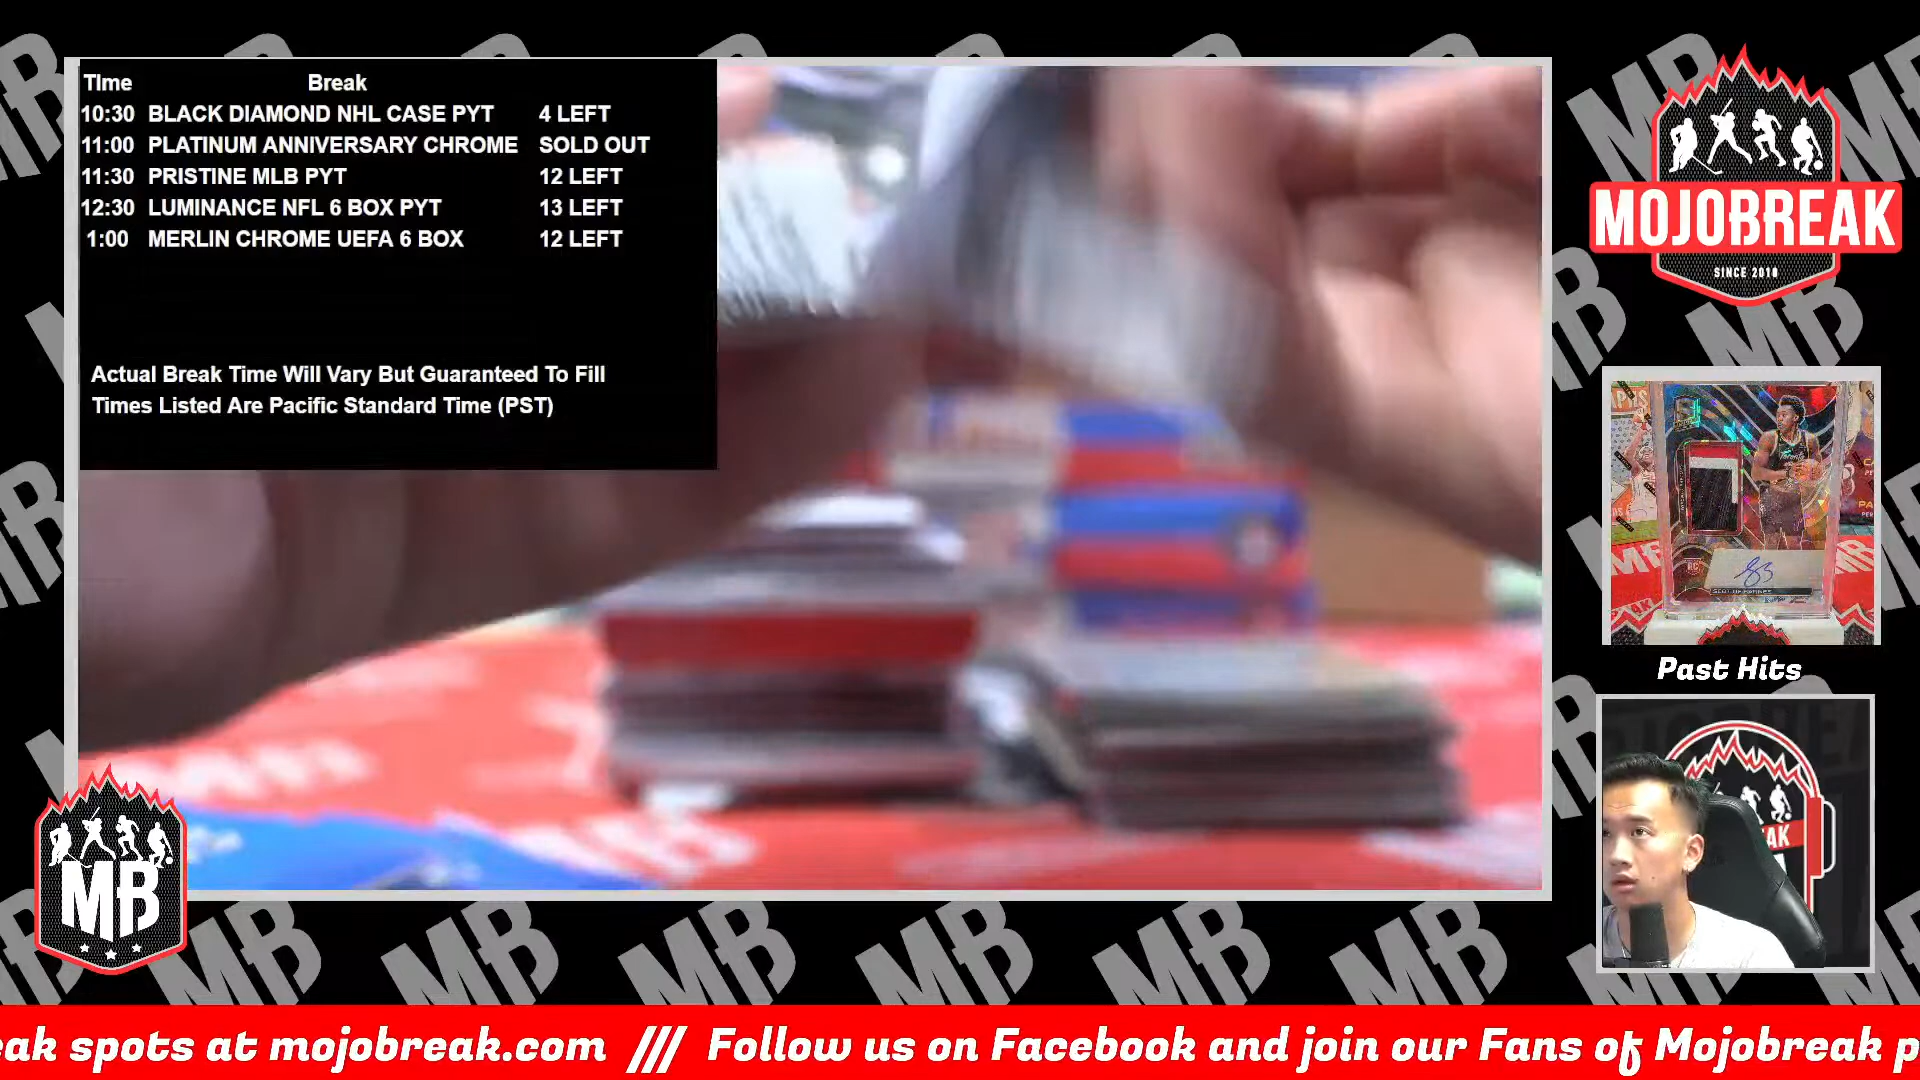 TIme Break
10:30 BLACK DIAMOND NHL CASE PYT 4 LEFT
11:00 PLATINUM ANNIVERSARY CHROME SOLD OUT
11:30 PRISTINE MLB PYT 12 LEFT
12:30 LUMINANCE NFL 6 BOX PYT 13 LEFT
1:00 MERLIN CHROME UEFA 6 BOX 12 LEFT
Actual Break Time Will Vary But Guaranteed To Fill
Times Listed Are Pacific Standard Time (PST)
MOJOBREAK
SINCE 2010
Past Hits
MB
eak spots at mojobreak.com /// Follow us on Facebook and join our Fans of Mojobreak p